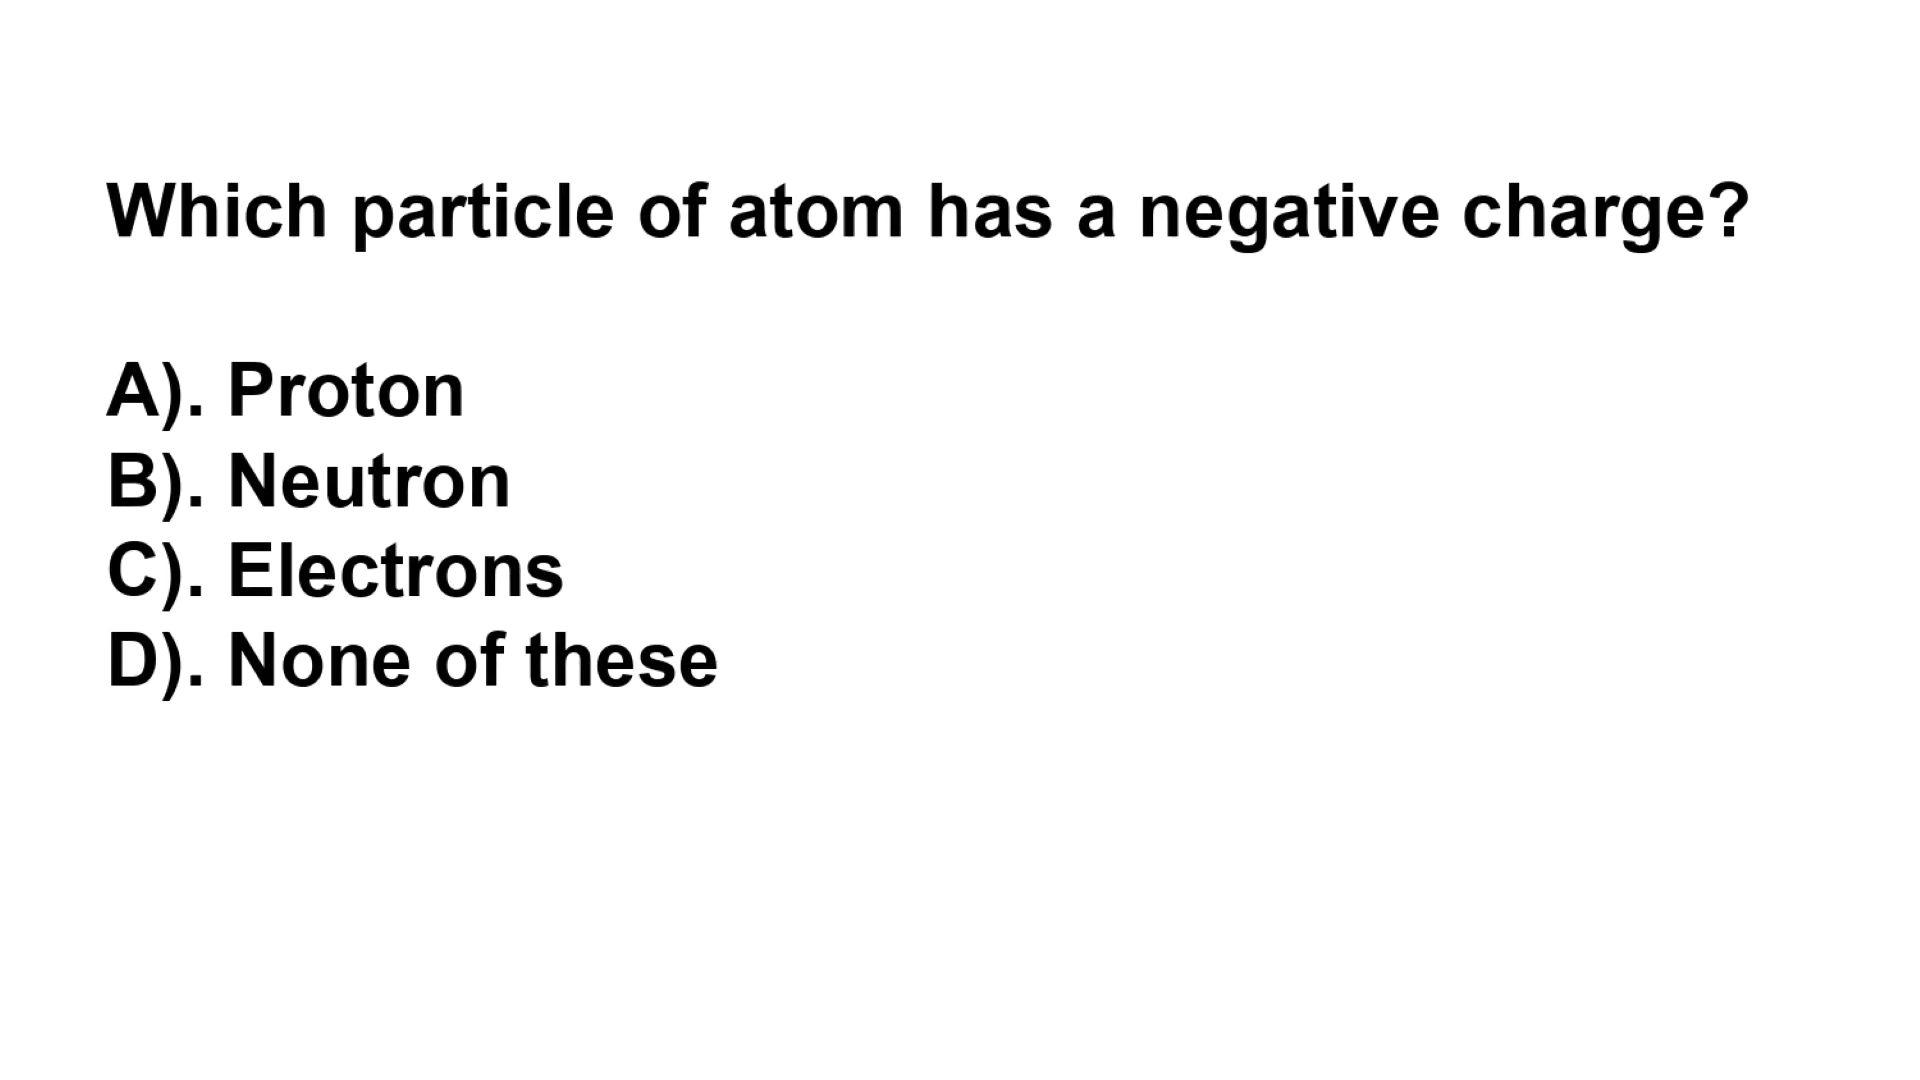 Which particle of atom has a negative charge?
A). Proton
B). Neutron
C). Electrons
D). None of these